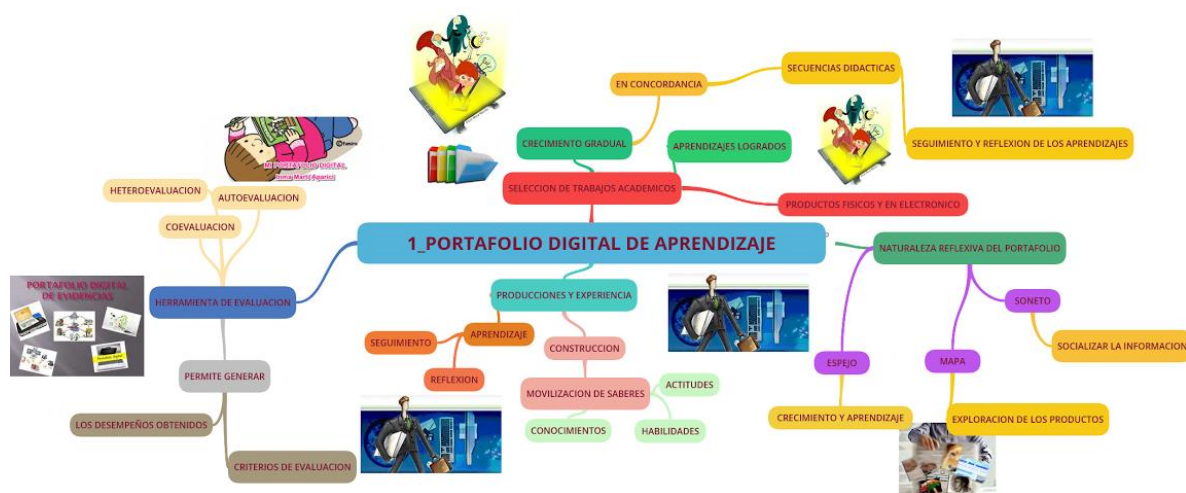 EN CONCORDANCIA
SECUENCIAS DIDACTICAS
SEGUIMIENTO Y REFLEXION DE LOS APRENDIZAJES
CRECIMIENTO GRADUAL
APRENDIZAJES LOGRADOS
SELECCION DE TRABAJOS ACADEMICOS
PRODUCTOS FISICOS Y EN ELECTRONICO
MI PORTAFOLIO DIGITAL
HETEROEVALUACION
AUTOEVALUACION
COEVALUACION
1_PORTAFOLIO DIGITAL DE APRENDIZAJE
NATURALEZA REFLEXIVA DEL PORTAFOLIO
PORTAFOLIO DIGITAL
DE EVIDENCIAS
HERRAMIENTA DE EVALUACION
PRODUCCIONES Y EXPERIENCIA
SONETO
SEGUIMIENTO
APRENDIZAJE
CONSTRUCCION
SOCIALIZAR LA INFORMACION
PERMITE GENERAR
REFLEXION
MOVILIZACION DE SABERES
ACTITUDES
ESPEJO
MAPA
LOS DESEMPEÑOS OBTENIDOS
CONOCIMIENTOS
HABILIDADES
CRECIMIENTO Y APRENDIZAJE
EXPLORACION DE LOS PRODUCTOS
CRITERIOS DE EVALUACION